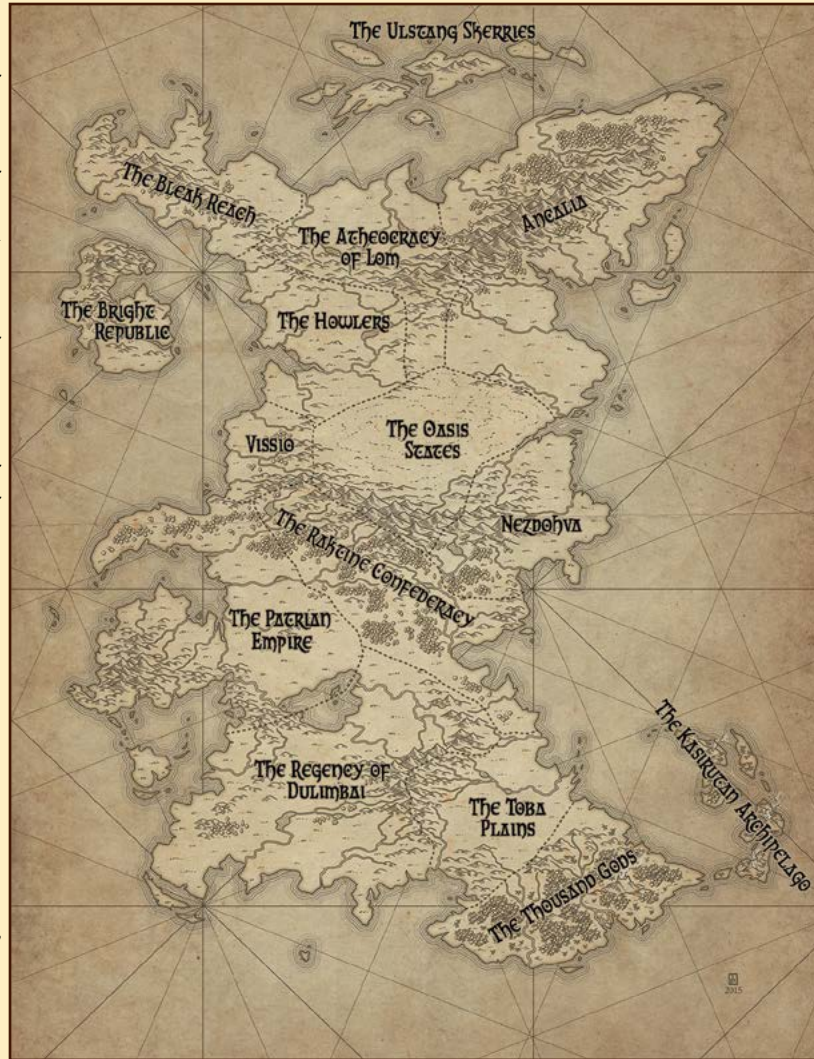 The Ulstang Skerries
The Bleak Reach
Ancalia
The Atheocracy
of Lom
The Bright
Republic
The Howlers
Vissio
The Oasis
States
Nezdohva
The Raktine Confederacy
The Patrian
Empire
The Kasirutan Archipelago
The Regency of
Dulimbai
The Toba
Plains
The Thousand Gods
2015